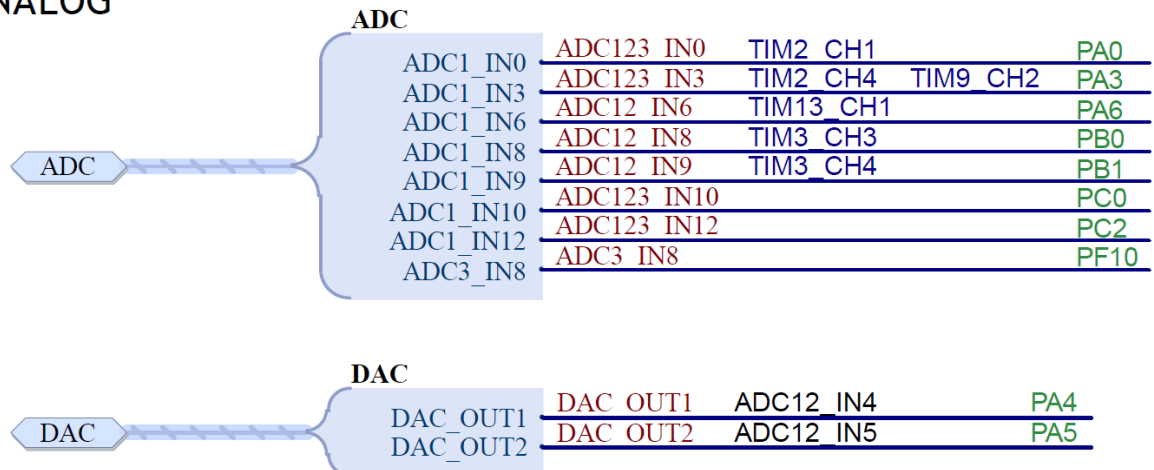 NALOG
ADC
ADC1_IN0 ADC123_IN0 TIM2_CH1 PA0
ADC1_IN3 ADC123_IN3 TIM2_CH4 TIM9_CH2 PA3
ADC1_IN6 ADC12_IN6 TIM13_CH1 PA6
ADC1_IN8 ADC12_IN8 TIM3_CH3 PB0
ADC ADC1_IN9 ADC12_IN9 TIM3_CH4 PB1
ADC1_IN10 ADC123_IN10 PC0
ADC1_IN12 ADC123_IN12 PC2
ADC3_IN8 ADC3_IN8 PF10
DAC
DAC_OUT1 DAC_OUT1 ADC12_IN4 PA4
DAC DAC_OUT2 DAC_OUT2 ADC12_IN5 PA5